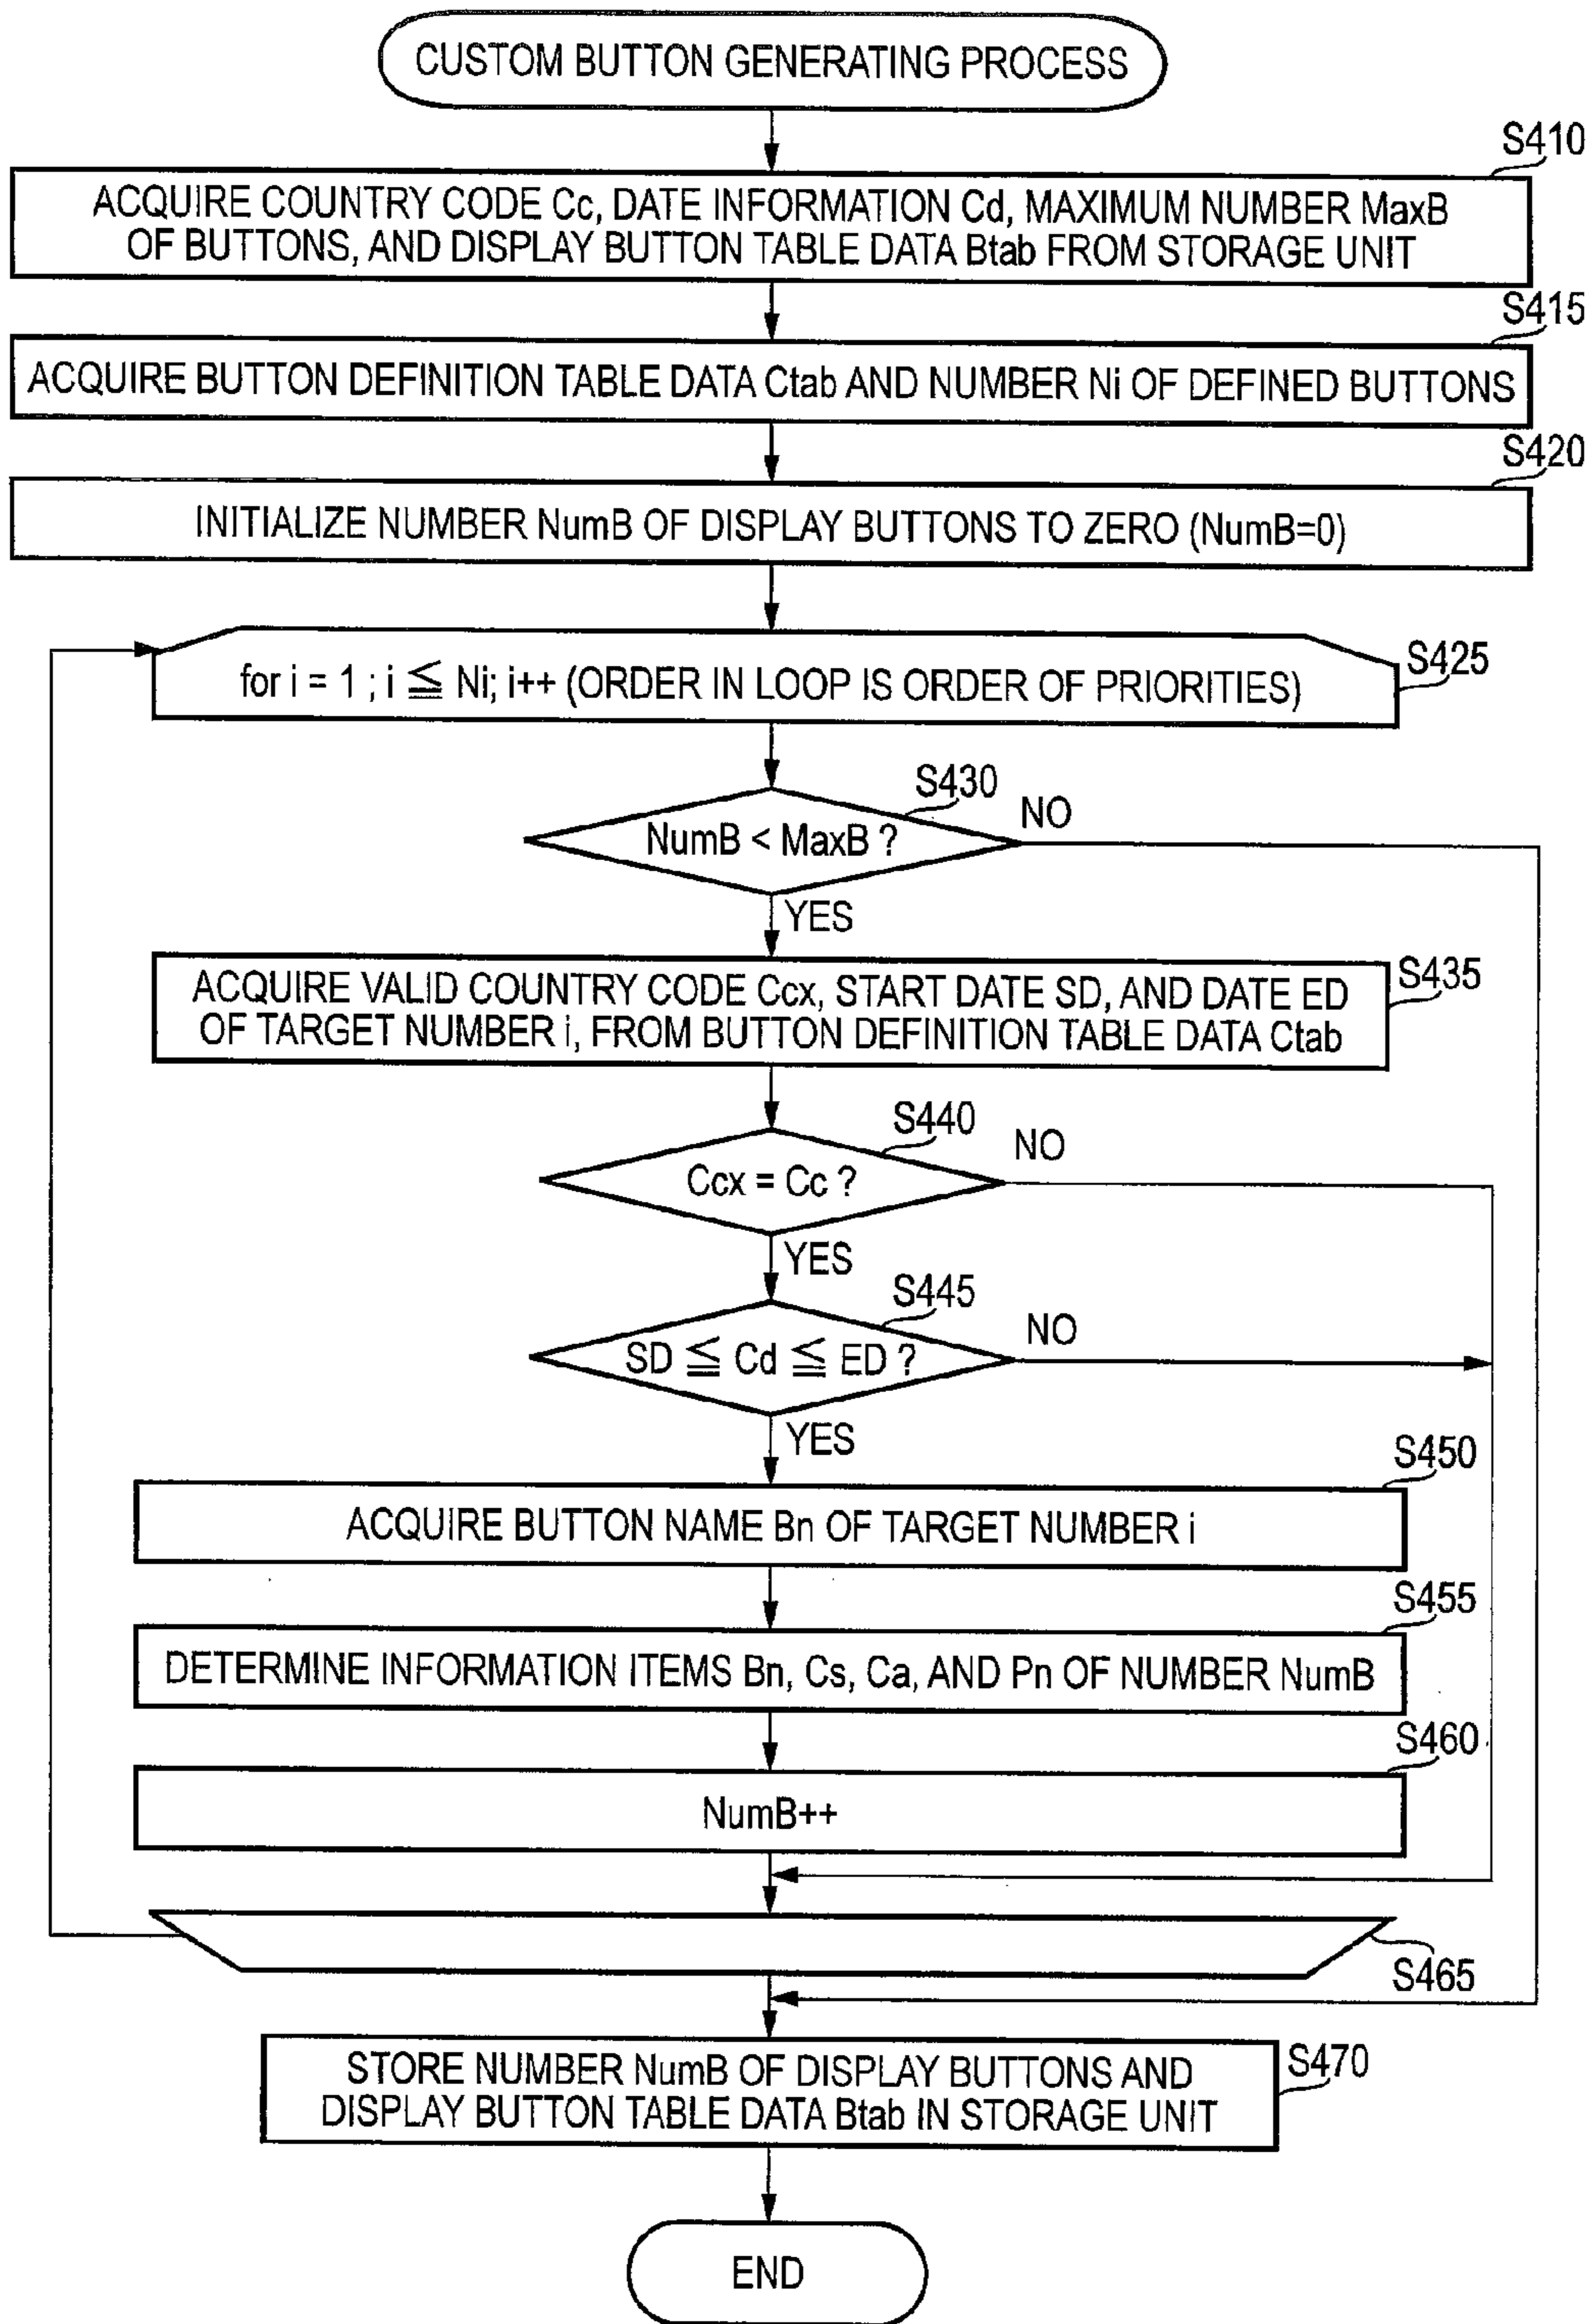 CUSTOM BUTTON GENERATING PROCESS
S410
ACQUIRE COUNTRY CODE Cc, DATE INFORMATION Cd, MAXIMUM NUMBER MaxB
OF BUTTONS, AND DISPLAY BUTTON TABLE DATA Btab FROM STORAGE UNIT
S415
ACQUIRE BUTTON DEFINITION TABLE DATA Ctab AND NUMBER Ni OF DEFINED BUTTONS
S420
INITIALIZE NUMBER NumB OF DISPLAY BUTTONS TO ZERO (NumB=0)
S425
for i = 1 ; i ≦ Ni; i++ (ORDER IN LOOP IS ORDER OF PRIORITIES)
S430
NumB < MaxB ?
NO
YES
S435
ACQUIRE VALID COUNTRY CODE Ccx, START DATE SD, AND DATE ED
OF TARGET NUMBER i, FROM BUTTON DEFINITION TABLE DATA Ctab
S440
Ccx = Cc ?
NO
YES
S445
SD ≦ Cd ≦ ED ?
NO
YES
S450
ACQUIRE BUTTON NAME Bn OF TARGET NUMBER i
S455
DETERMINE INFORMATION ITEMS Bn, Cs, Ca, AND Pn OF NUMBER NumB
S460
NumB++
S465
S470
STORE NUMBER NumB OF DISPLAY BUTTONS AND
DISPLAY BUTTON TABLE DATA Btab IN STORAGE UNIT
END